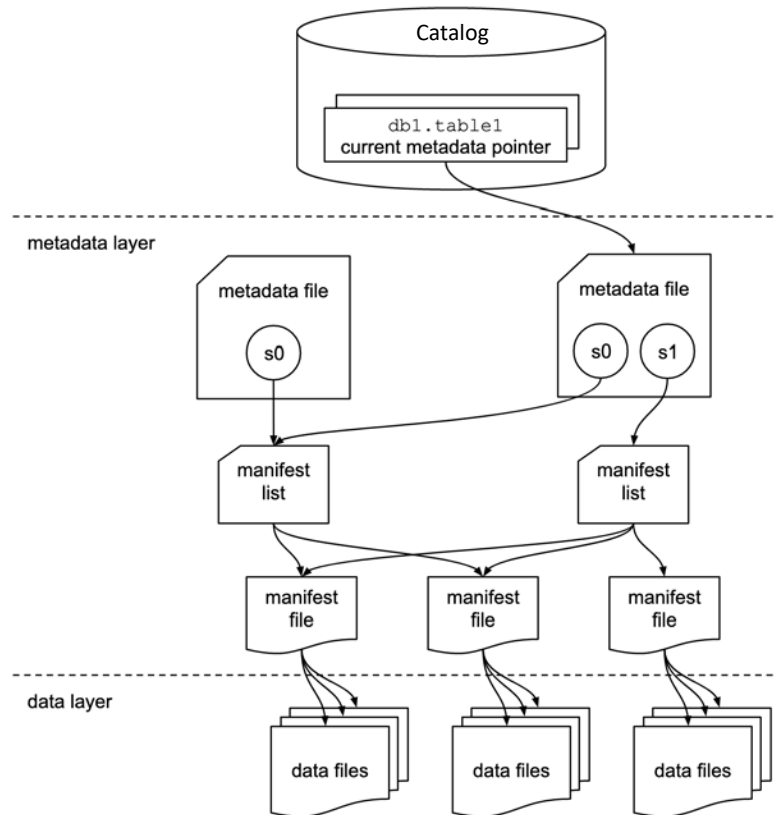 Catalog
db1.table1
current metadata pointer
metadata layer
metadata file
s0
metadata file
s0
s1
manifest
list
manifest
list
manifest
file
manifest
file
manifest
file
data layer
data files
data files
data files